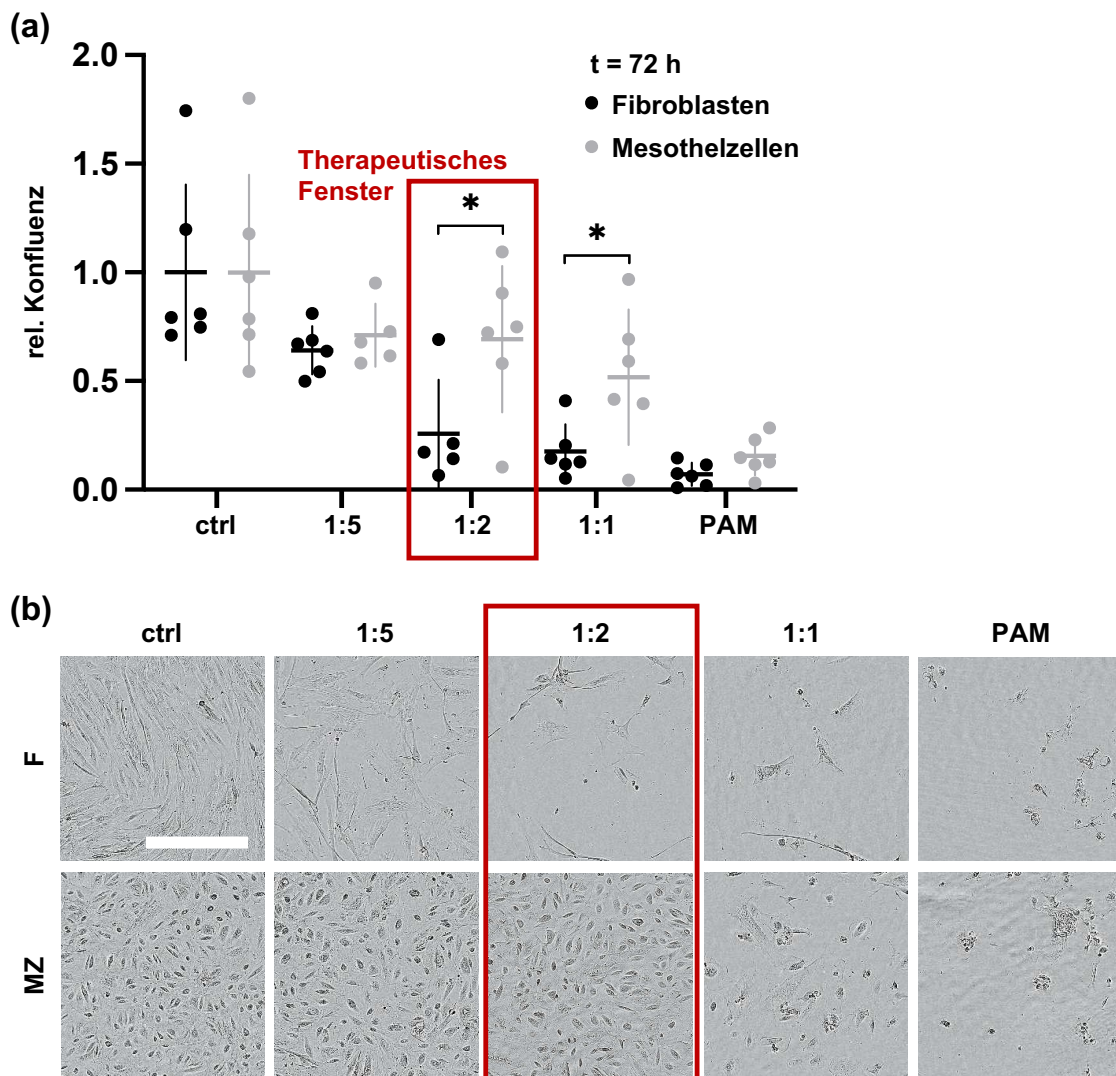 (a)
2.0
1.5
1.0
0.5
0.0
rel. Konfluenz
t = 72 h
Fibroblasten
Mesothelzellen
Therapeutisches
Fenster
*
*
ctrl
1:5
1:2
1:1
PAM
(b)
ctrl
1:5
1:2
1:1
PAM
F
MZ